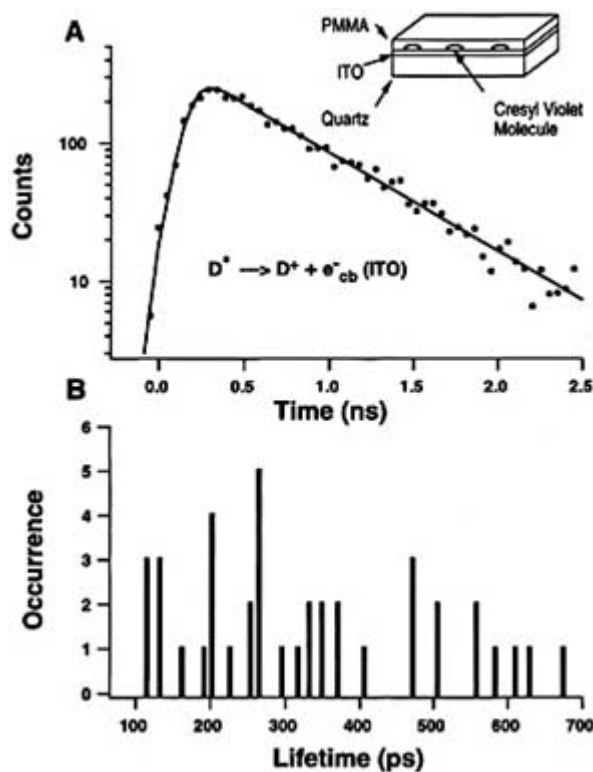 A
PMMA
ITO
Quartz
Cresyl Violet
Molecule
Counts
100
10
D* —> D+ + e-cb (ITO)
0.0 0.5 1.0 1.5 2.0 2.5
Time (ns)
B
Occurrence
6
5
4
3
2
1
0
100 200 300 400 500 600 700
Lifetime (ps)